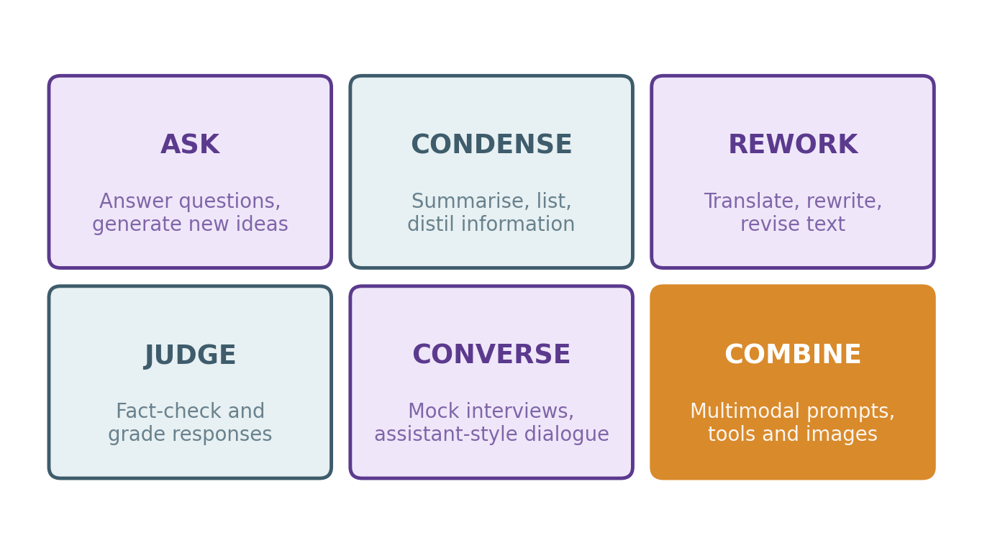 ASK
Answer questions,
generate new ideas
CONDENSE
Summarise, list,
distil information
REWORK
Translate, rewrite,
revise text
JUDGE
Fact-check and
grade responses
CONVERSE
Mock interviews,
assistant-style dialogue
COMBINE
Multimodal prompts,
tools and images